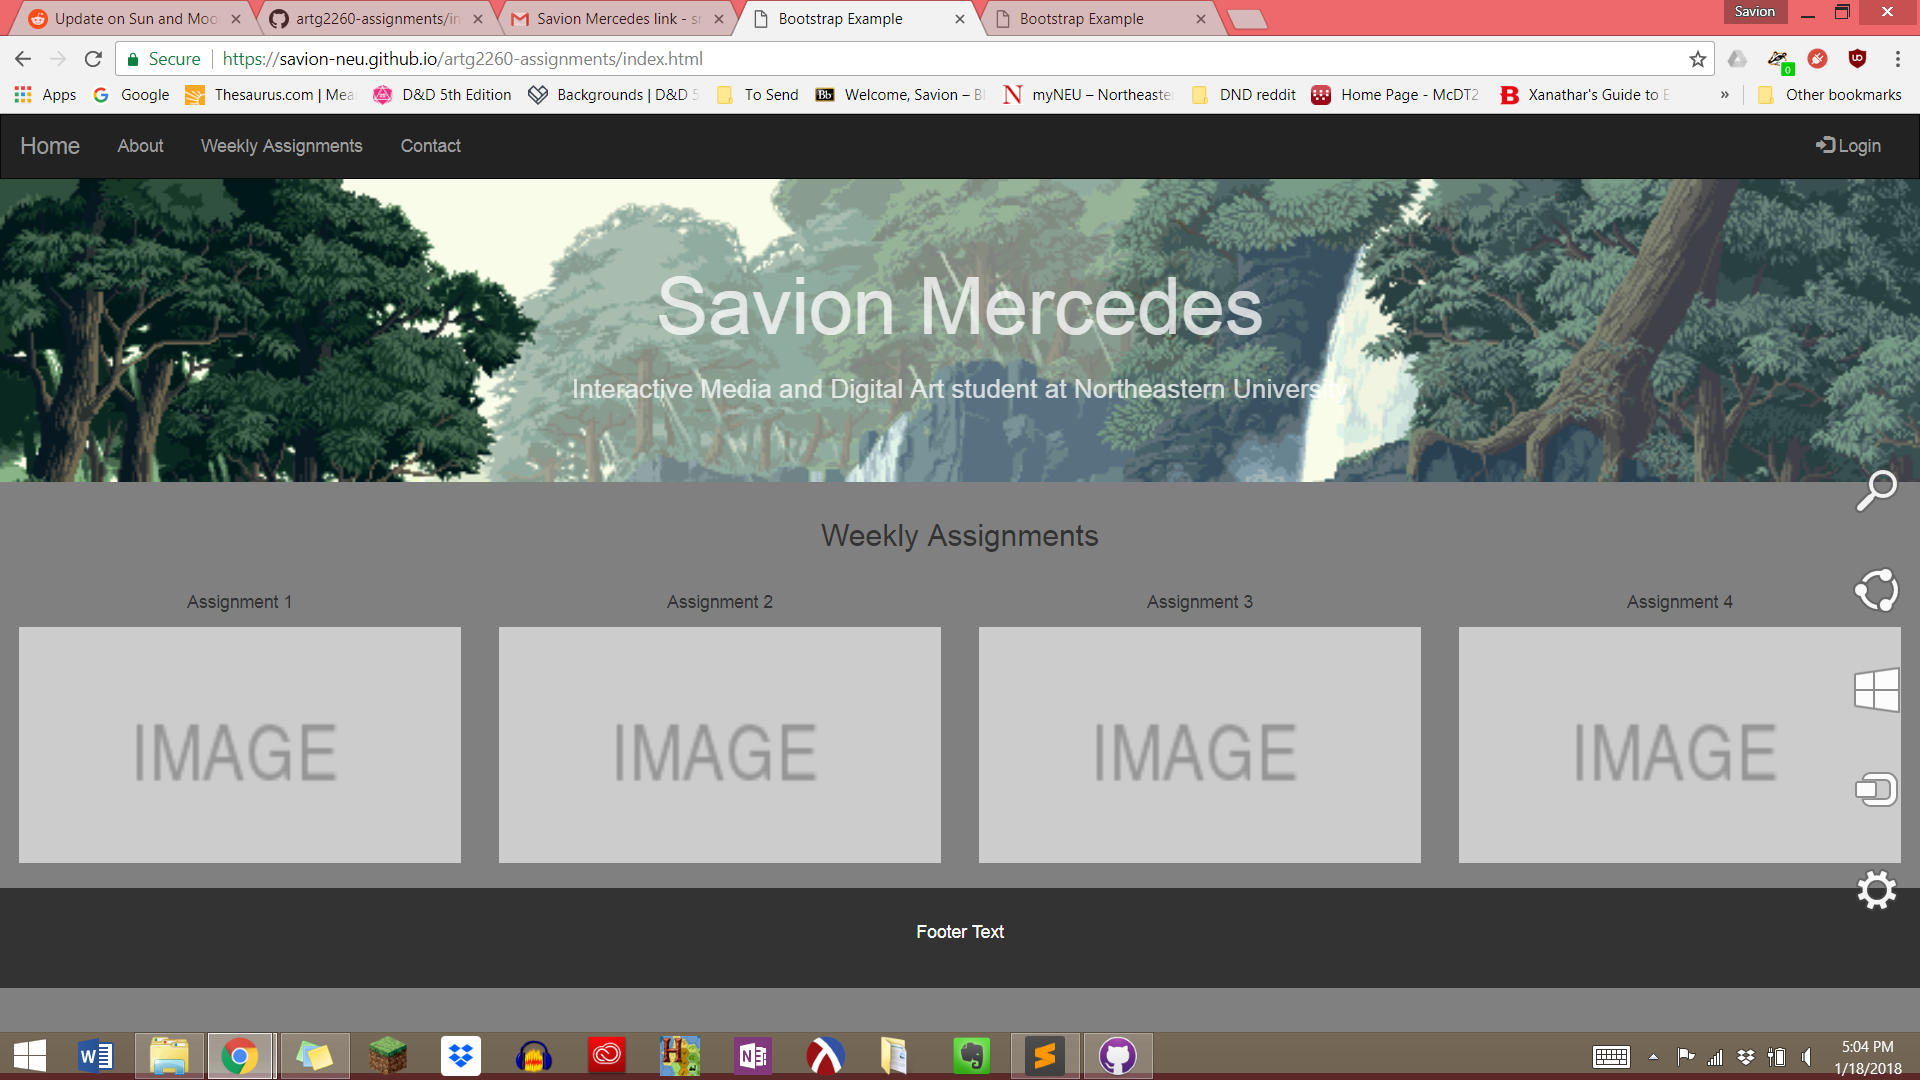 Update on Sun and Moo
artg2260-assignments/in
Savion Mercedes link - sr
Bootstrap Example
Bootstrap Example
Savion
Secure
https://savion-neu.github.io/artg2260-assignments/index.html
0
Apps
Google
Thesaurus.com | Mea
D&D 5th Edition
Backgrounds | D&D 5
To Send
Bb
Welcome, Savion – Bl
N
myNEU – Northeaste
DND reddit
Home Page - McDT2
B
Xanathar's Guide to E
»
Other bookmarks
Home
About
Weekly Assignments
Contact
Login
Savion Mercedes
Interactive Media and Digital Art student at Northeastern University
Weekly Assignments
Assignment 1
Assignment 2
Assignment 3
Assignment 4
IMAGE
IMAGE
IMAGE
IMAGE
Footer Text
5:04 PM
1/18/2018